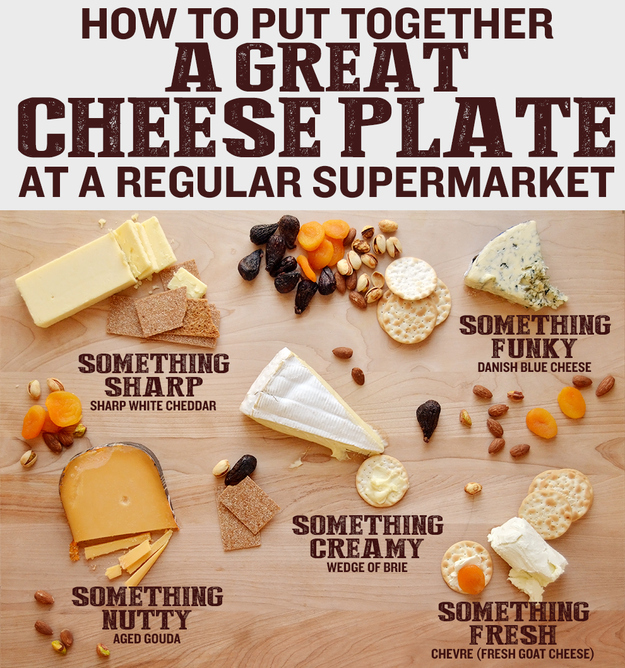 HOW TO PUT TOGETHER
A GREAT
CHEESE PLATE
AT A REGULAR SUPERMARKET
SOMETHING
SHARP
SHARP WHITE CHEDDAR
SOMETHING
FUNKY
DANISH BLUE CHEESE
SOMETHING
CREAMY
WEDGE OF BRIE
SOMETHING
NUTTY
AGED GOUDA
SOMETHING
FRESH
CHEVRE (FRESH GOAT CHEESE)